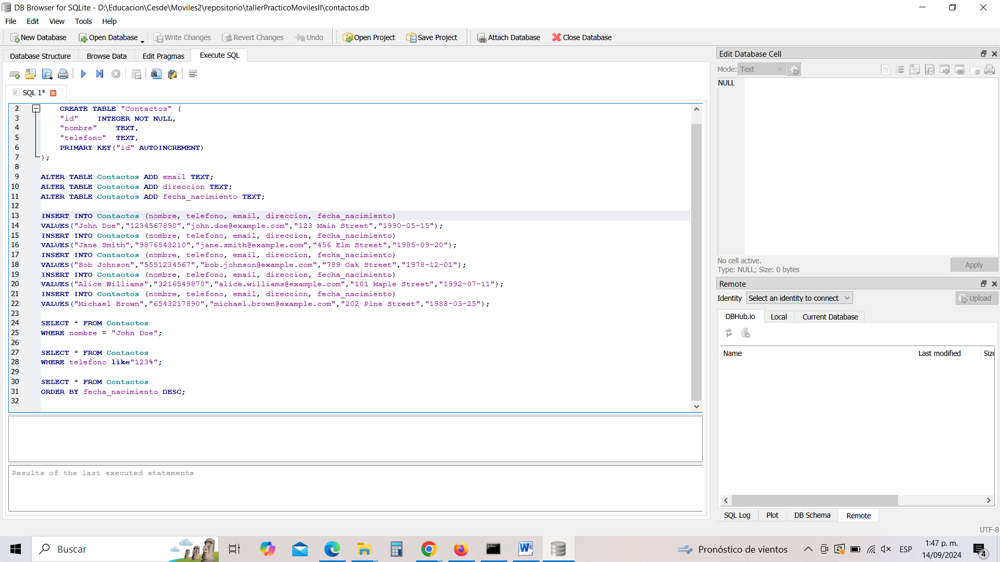 DB Browser for SQLite - D:\Educacion\Cesde\Moviles2\repositorio\tallerPracticoMovilesII\contactos.db
File Edit View Tools Help
New Database Open Database Write Changes Revert Changes Undo Open Project Save Project Attach Database Close Database
Database Structure Browse Data Edit Pragmas Execute SQL
SQL 1*
2 CREATE TABLE "Contactos" (
3 "id" INTEGER NOT NULL,
4 "nombre" TEXT,
5 "telefono" TEXT,
6 PRIMARY KEY("id" AUTOINCREMENT)
7 );
8
9 ALTER TABLE Contactos ADD email TEXT;
10 ALTER TABLE Contactos ADD direccion TEXT;
11 ALTER TABLE Contactos ADD fecha_nacimiento TEXT;
12
13 INSERT INTO Contactos (nombre, telefono, email, direccion, fecha_nacimiento)
14 VALUES("John Doe","1234567890","john.doe@example.com","123 Main Street","1990-05-15");
15 INSERT INTO Contactos (nombre, telefono, email, direccion, fecha_nacimiento)
16 VALUES("Jane Smith","9876543210","jane.smith@example.com","456 Elm Street","1985-09-20");
17 INSERT INTO Contactos (nombre, telefono, email, direccion, fecha_nacimiento)
18 VALUES("Bob Johnson","5551234567","bob.johnson@example.com","789 Oak Street","1978-12-01");
19 INSERT INTO Contactos (nombre, telefono, email, direccion, fecha_nacimiento)
20 VALUES("Alice Williams","3216549870","alice.williams@example.com","101 Maple Street","1992-07-11");
21 INSERT INTO Contactos (nombre, telefono, email, direccion, fecha_nacimiento)
22 VALUES("Michael Brown","6543217890","michael.brown@example.com","202 Pine Street","1988-03-25");
23
24 SELECT * FROM Contactos
25 WHERE nombre = "John Doe";
26
27 SELECT * FROM Contactos
28 WHERE telefono like"123%";
29
30 SELECT * FROM Contactos
31 ORDER BY fecha_nacimiento DESC;
32
Results of the last executed statements
Edit Database Cell
Mode: Text
NULL
No cell active.
Type: NULL; Size: 0 bytes
Apply
Remote
Identity Select an identity to connect Upload
DBHub.io Local Current Database
Name Last modified Size
SQL Log Plot DB Schema Remote
UTF-8
Buscar
Pronóstico de vientos
ESP
1:47 p. m.
14/09/2024
4